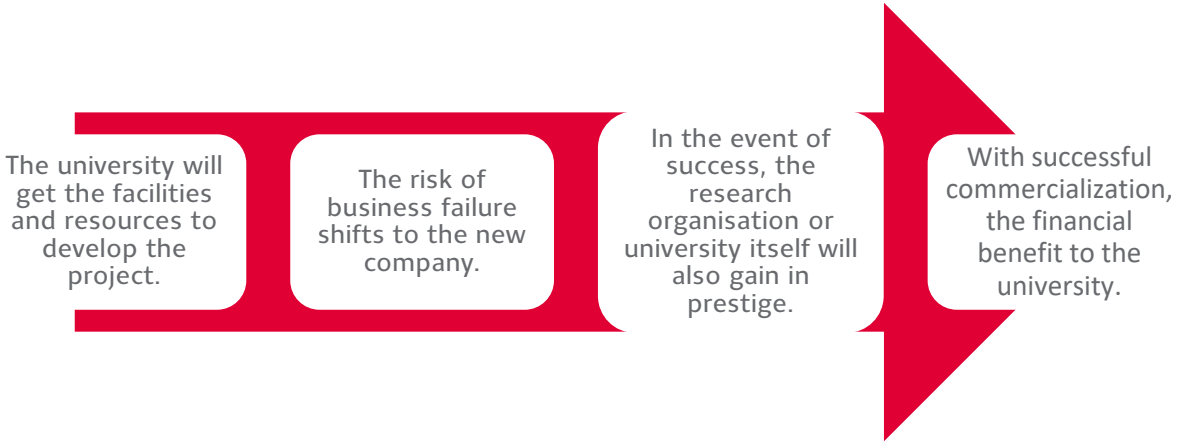 The university will
get the facilities
and resources to
develop the
project.
The risk of
business failure
shifts to the new
company.
In the event of
success, the
research
organisation or
university itself will
also gain in
prestige.
With successful
commercialization,
the financial
benefit to the
university.